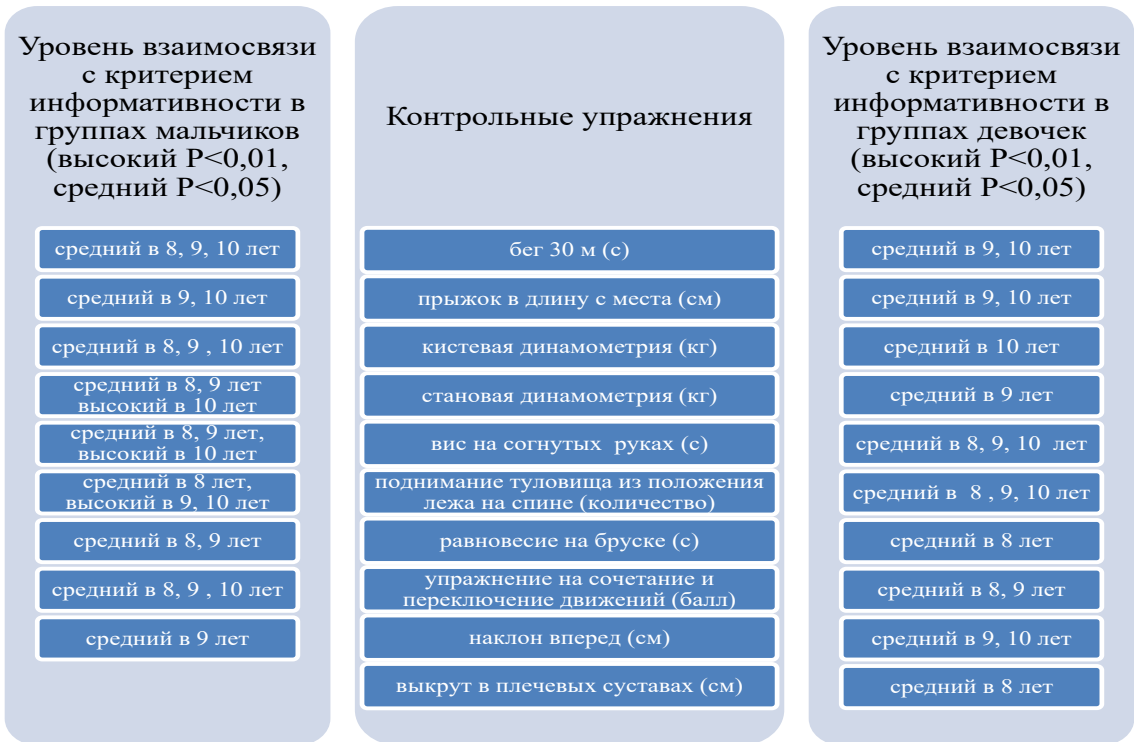 Уровень взаимосвязи
с критерием
информативности в
группах мальчиков
(высокий P<0,01,
средний P<0,05)
средний в 8, 9, 10 лет
средний в 9, 10 лет
средний в 8, 9 , 10 лет
средний в 8, 9 лет
высокий в 10 лет
средний в 8, 9 лет,
высокий в 10 лет
средний в 8 лет,
высокий в 9, 10 лет
средний в 8, 9 лет
средний в 8, 9 , 10 лет
средний в 9 лет
Контрольные упражнения
бег 30 м (с)
прыжок в длину с места (см)
кистевая динамометрия (кг)
становая динамометрия (кг)
вис на согнутых руках (с)
поднимание туловища из положения
лежа на спине (количество)
равновесие на бруске (с)
упражнение на сочетание и
переключение движений (балл)
наклон вперед (см)
выкрут в плечевых суставах (см)
Уровень взаимосвязи
с критерием
информативности в
группах девочек
(высокий P<0,01,
средний P<0,05)
средний в 9, 10 лет
средний в 9, 10 лет
средний в 10 лет
средний в 9 лет
средний в 8, 9, 10 лет
средний в 8 , 9, 10 лет
средний в 8 лет
средний в 8, 9 лет
средний в 9, 10 лет
средний в 8 лет